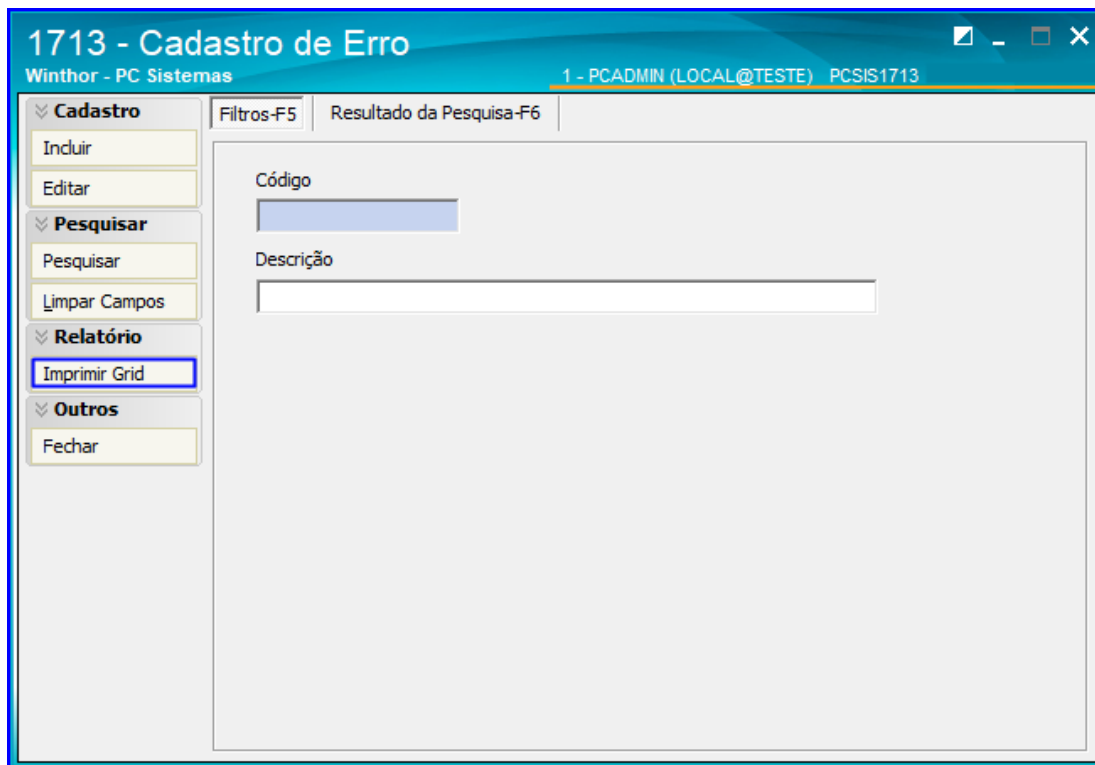 1713 - Cadastro de Erro
Winthor - PC Sistemas
1 - PCADMIN (LOCAL@TESTE) PCSIS1713
Cadastro
Incluir
Editar
Pesquisar
Pesquisar
Limpar Campos
Relatório
Imprimir Grid
Outros
Fechar
Filtros-F5
Resultado da Pesquisa-F6
Código
Descrição